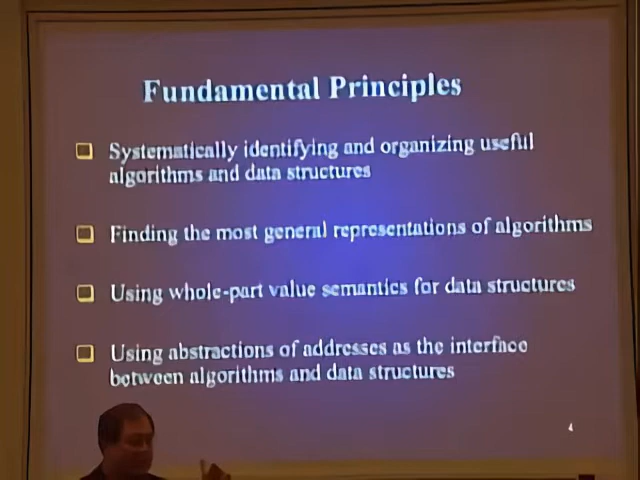 Fundamental Principles
Systematically identifying and organizing useful
algorithms and data structures
Finding the most general representations of algorithms
Using whole-part value semantics for data structures
Using abstractions of addresses as the interface
between algorithms and data structures
4